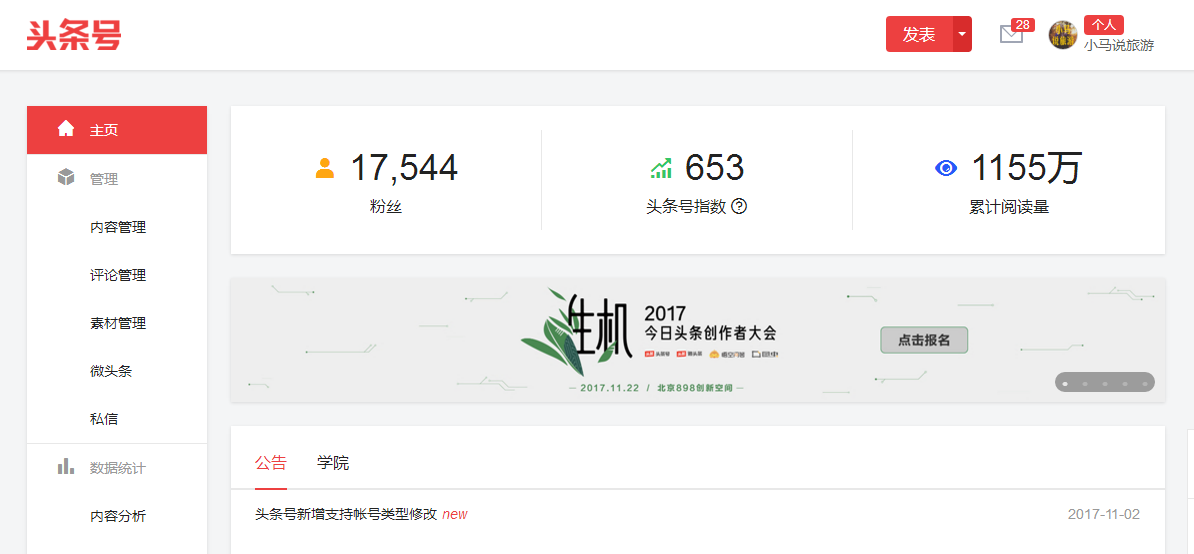 头条号
发表
28
个人
小马说旅游
主页
管理
内容管理
评论管理
素材管理
微头条
私信
数据统计
内容分析
17,544
粉丝
653
头条号指数
1155万
累计阅读量
生机
2017
今日头条创作者大会
2017.11.22 / 北京898创新空间
点击报名
公告
学院
头条号新增支持帐号类型修改 new
2017-11-02